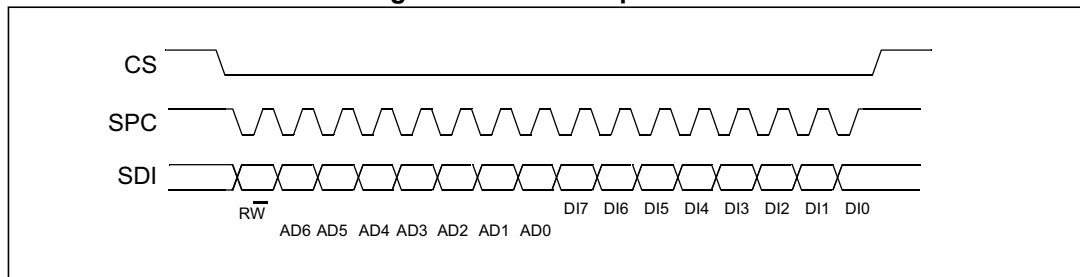 CS
SPC
SDI
RW̅ DI7 DI6 DI5 DI4 DI3 DI2 DI1 DI0
AD6 AD5 AD4 AD3 AD2 AD1 AD0